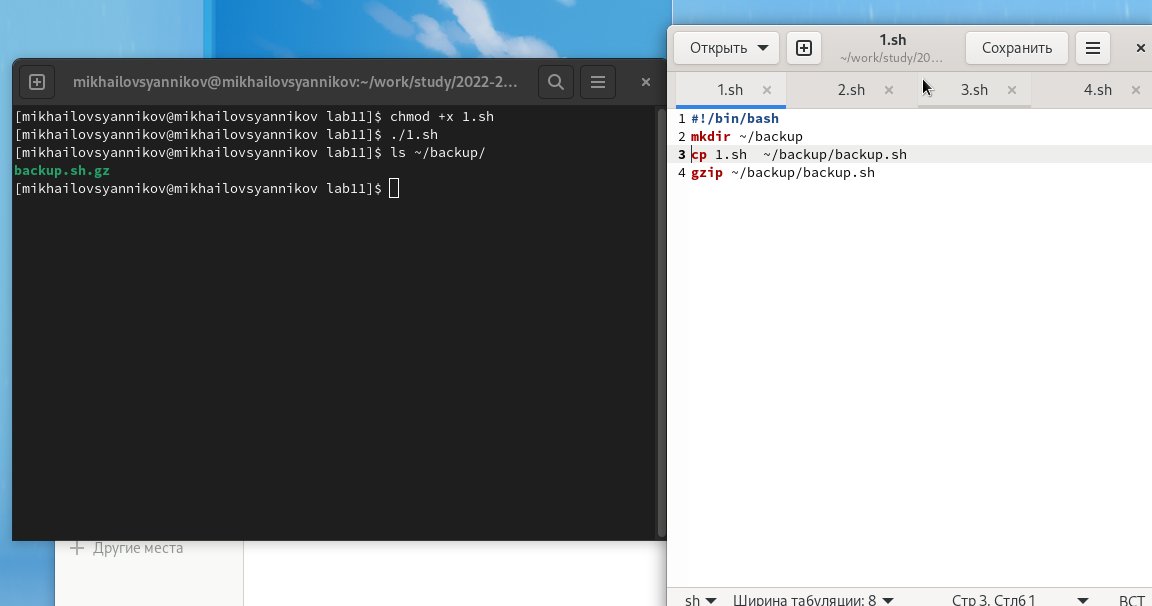 mikhailovsyannikov@mikhailovsyannikov:~/work/study/2022-2...
[mikhailovsyannikov@mikhailovsyannikov lab11]$ chmod +x 1.sh
[mikhailovsyannikov@mikhailovsyannikov lab11]$ ./1.sh
[mikhailovsyannikov@mikhailovsyannikov lab11]$ ls ~/backup/
backup.sh.gz
[mikhailovsyannikov@mikhailovsyannikov lab11]$
Другие места
Открыть
1.sh
~/work/study/20...
Сохранить
1.sh
2.sh
3.sh
4.sh
1 #!/bin/bash
2 mkdir ~/backup
3 cp 1.sh  ~/backup/backup.sh
4 gzip ~/backup/backup.sh
sh
Ширина табуляции: 8
Стр 3, Стлб 1
ВСТ